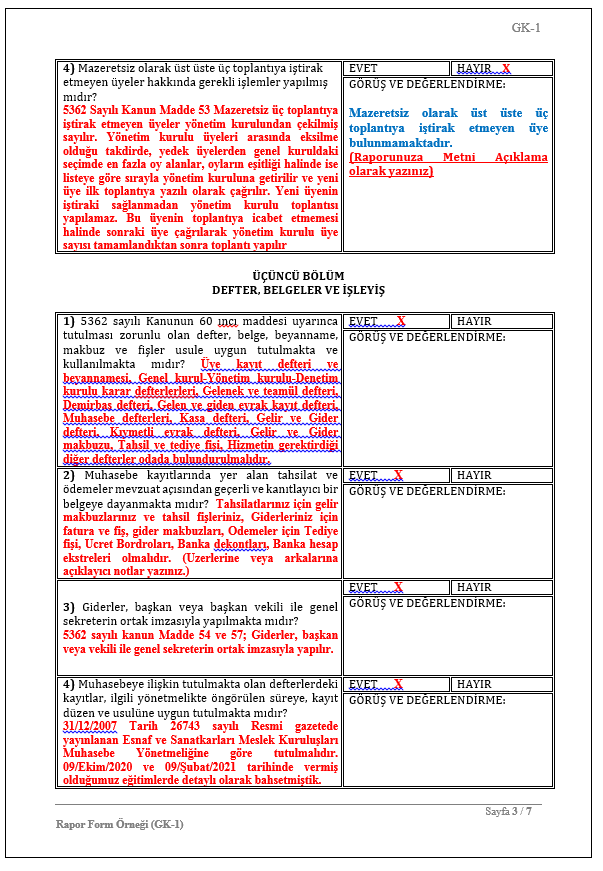 GK-1
4) Mazeretsiz olarak üst üste üç toplantıya iştirak
etmeyen üyeler hakkında gerekli işlemler yapılmış
mıdır?
5362 Sayılı Kanun Madde 53 Mazeretsiz üç toplantıya
iştirak etmeyen üyeler yönetim kurulundan çekilmiş
sayılır. Yönetim kurulu üyeleri arasında eksilme
olduğu takdirde, yedek üyelerden genel kuruldaki
seçimde en fazla oy alanlar, oyların eşitliği halinde ise
listeye göre sırayla yönetim kuruluna getirilir ve yeni
üye ilk toplantıya yazılı olarak çağrılır. Yeni üyenin
iştiraki sağlanmadan yönetim kurulu toplantısı
yapılamaz. Bu üyenin toplantıya icabet etmemesi
halinde sonraki üye çağrılarak yönetim kurulu üye
sayısı tamamlandıktan sonra toplantı yapılır
EVET
HAYIR X
GÖRÜŞ VE DEĞERLENDİRME:
Mazeretsiz olarak üst üste üç
toplantıya iştirak etmeyen üye
bulunmamaktadır.
(Raporunuza Metni Açıklama
olarak yazınız)
ÜÇÜNCÜ BÖLÜM
DEFTER, BELGELER VE İŞLEYİŞ
1) 5362 sayılı Kanunun 60 ıncı maddesi uyarınca
tutulması zorunlu olan defter, belge, beyanname,
makbuz ve fişler usule uygun tutulmakta ve
kullanılmakta mıdır? Üye kayıt defteri ve
beyannamesi, Genel kurul-Yönetim kurulu-Denetim
kurulu karar defterlerleri, Gelenek ve teamül defteri,
Demirbaş defteri, Gelen ve giden evrak kayıt defteri,
Muhasebe defterleri, Kasa defteri, Gelir ve Gider
defteri, Kıymetli evrak defteri, Gelir ve Gider
makbuzu, Tahsil ve tediye fişi, Hizmetin gerektirdiği
diğer defterler odada bulundurulmalıdır.
EVET X
HAYIR
GÖRÜŞ VE DEĞERLENDİRME:
2) Muhasebe kayıtlarında yer alan tahsilat ve
ödemeler mevzuat açısından geçerli ve kanıtlayıcı bir
belgeye dayanmakta mıdır? Tahsilatlarınız için gelir
makbuzlarınız ve tahsil fişleriniz, Giderleriniz için
fatura ve fiş, gider makbuzları, Ödemeler için Tediye
fişi, Ücret Bordroları, Banka dekontları, Banka hesap
ekstreleri olmalıdır. (Üzerlerine veya arkalarına
açıklayıcı notlar yazınız.)
EVET X
HAYIR
GÖRÜŞ VE DEĞERLENDİRME:
3) Giderler, başkan veya başkan vekili ile genel
sekreterin ortak imzasıyla yapılmakta mıdır?
5362 sayılı kanun Madde 54 ve 57; Giderler, başkan
veya vekili ile genel sekreterin ortak imzasıyla yapılır.
EVET X
HAYIR
GÖRÜŞ VE DEĞERLENDİRME:
4) Muhasebeye ilişkin tutulmakta olan defterlerdeki
kayıtlar, ilgili yönetmelikte öngörülen süreye, kayıt
düzen ve usulüne uygun tutulmakta mıdır?
31/12/2007 Tarih 26743 sayılı Resmi gazetede
yayınlanan Esnaf ve Sanatkarları Meslek Kuruluşları
Muhasebe Yönetmeliğine göre tutulmalıdır.
09/Ekim/2020 ve 09/Şubat/2021 tarihinde vermiş
olduğumuz eğitimlerde detaylı olarak bahsetmiştik.
EVET X
HAYIR
GÖRÜŞ VE DEĞERLENDİRME:
Sayfa 3 / 7
Rapor Form Örneği (GK-1)